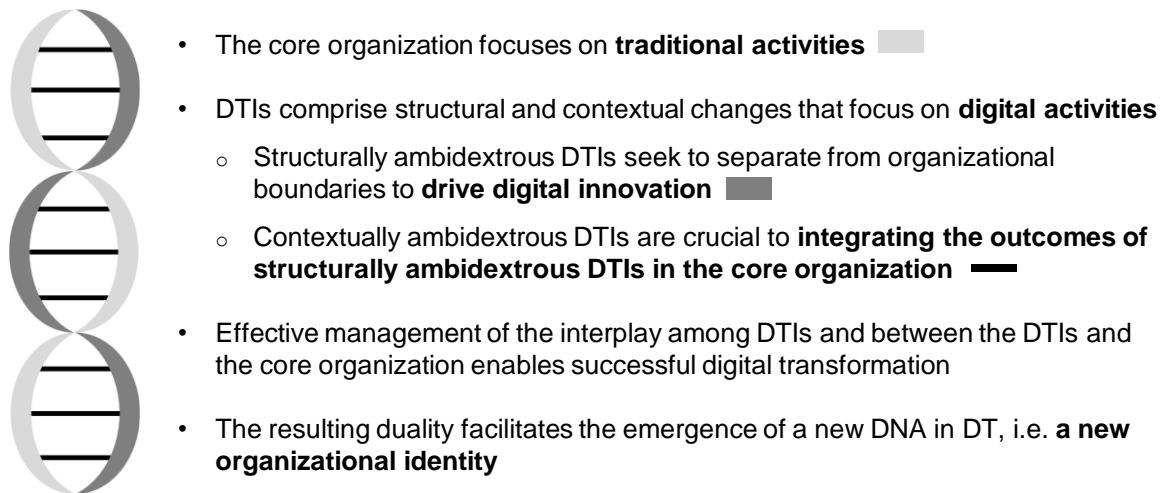 • The core organization focuses on traditional activities
• DTIs comprise structural and contextual changes that focus on digital activities
o Structurally ambidextrous DTIs seek to separate from organizational
boundaries to drive digital innovation
o Contextually ambidextrous DTIs are crucial to integrating the outcomes of
structurally ambidextrous DTIs in the core organization
• Effective management of the interplay among DTIs and between the DTIs and
the core organization enables successful digital transformation
• The resulting duality facilitates the emergence of a new DNA in DT, i.e. a new
organizational identity